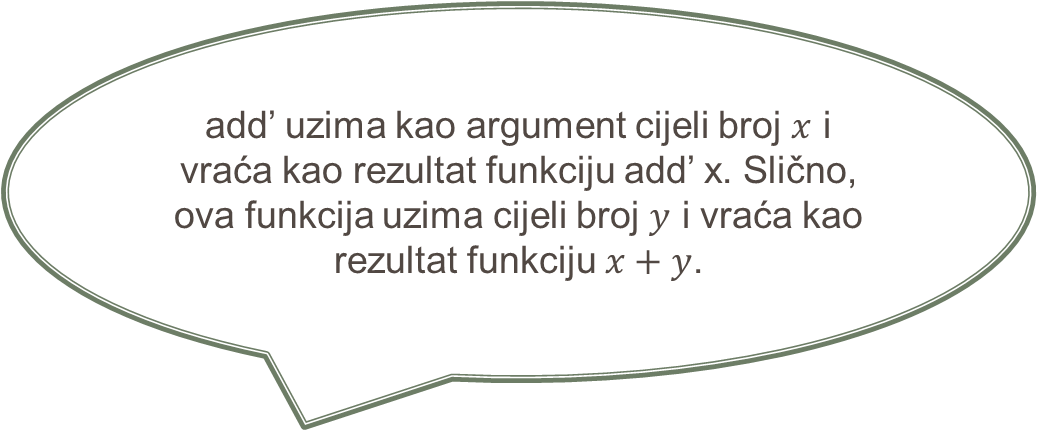 add’ uzima kao argument cijeli broj 𝑥 i
vraća kao rezultat funkciju add’ x. Slično,
ova funkcija uzima cijeli broj 𝑦 i vraća kao
rezultat funkciju 𝑥 + 𝑦.